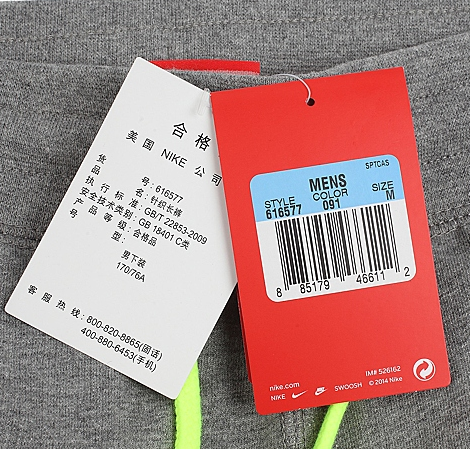 合格
美国 NIKE 公司
货号: 616577
品名: 针织长裤
执行标准: GB/T 22853-2009
安全技术类别: GB 18401 C类
产品等级: 合格品
型: 男下装
170/76A
客服热线: 800-820-8865(固话)
400-880-6453(手机)
SPTCAS
MENS
STYLE COLOR SIZE
616577 091 M
8 85179 46611 2
IM# 526162
nike.com
NIKE SWOOSH © 2014 Nike